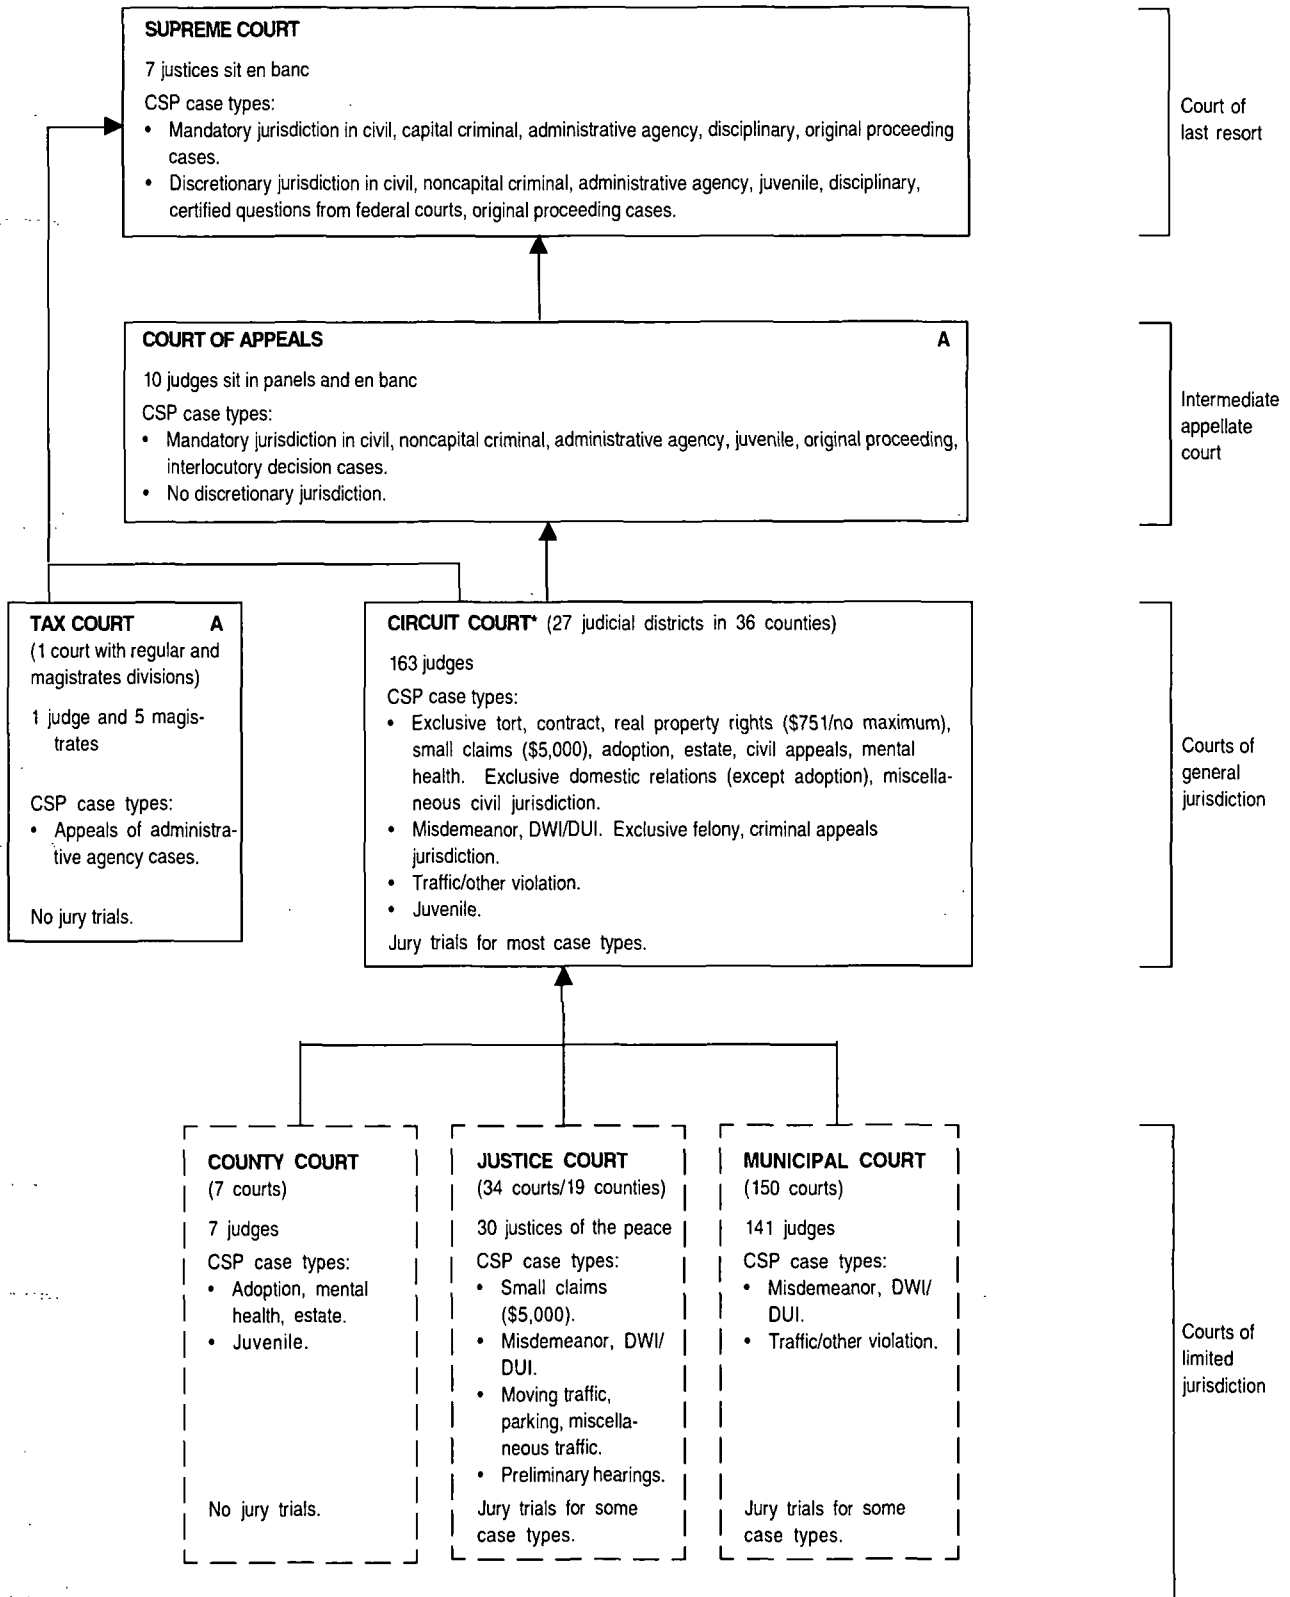 SUPREME COURT
7 justices sit en banc
CSP case types:
• Mandatory jurisdiction in civil, capital criminal, administrative agency, disciplinary, original proceeding
cases.
• Discretionary jurisdiction in civil, noncapital criminal, administrative agency, juvenile, disciplinary,
certified questions from federal courts, original proceeding cases.
Court of
last resort
COURT OF APPEALS A
10 judges sit in panels and en banc
CSP case types:
• Mandatory jurisdiction in civil, noncapital criminal, administrative agency, juvenile, original proceeding,
interlocutory decision cases.
• No discretionary jurisdiction.
Intermediate
appellate
court
TAX COURT A
(1 court with regular and
magistrates divisions)
1 judge and 5 magis-
trates
CSP case types:
• Appeals of administra-
tive agency cases.
No jury trials.
CIRCUIT COURT* (27 judicial districts in 36 counties)
163 judges
CSP case types:
• Exclusive tort, contract, real property rights ($751/no maximum),
small claims ($5,000), adoption, estate, civil appeals, mental
health. Exclusive domestic relations (except adoption), miscella-
neous civil jurisdiction.
• Misdemeanor, DWI/DUI. Exclusive felony, criminal appeals
jurisdiction.
• Traffic/other violation.
• Juvenile.
Jury trials for most case types.
Courts of
general
jurisdiction
COUNTY COURT
(7 courts)
7 judges
CSP case types:
• Adoption, mental
health, estate.
• Juvenile.
No jury trials.
JUSTICE COURT
(34 courts/19 counties)
30 justices of the peace
CSP case types:
• Small claims
($5,000).
• Misdemeanor, DWI/
DUI.
• Moving traffic,
parking, miscella-
neous traffic.
• Preliminary hearings.
Jury trials for some
case types.
MUNICIPAL COURT
(150 courts)
141 judges
CSP case types:
• Misdemeanor, DWI/
DUI.
• Traffic/other violation.
Jury trials for some
case types.
Courts of
limited
jurisdiction